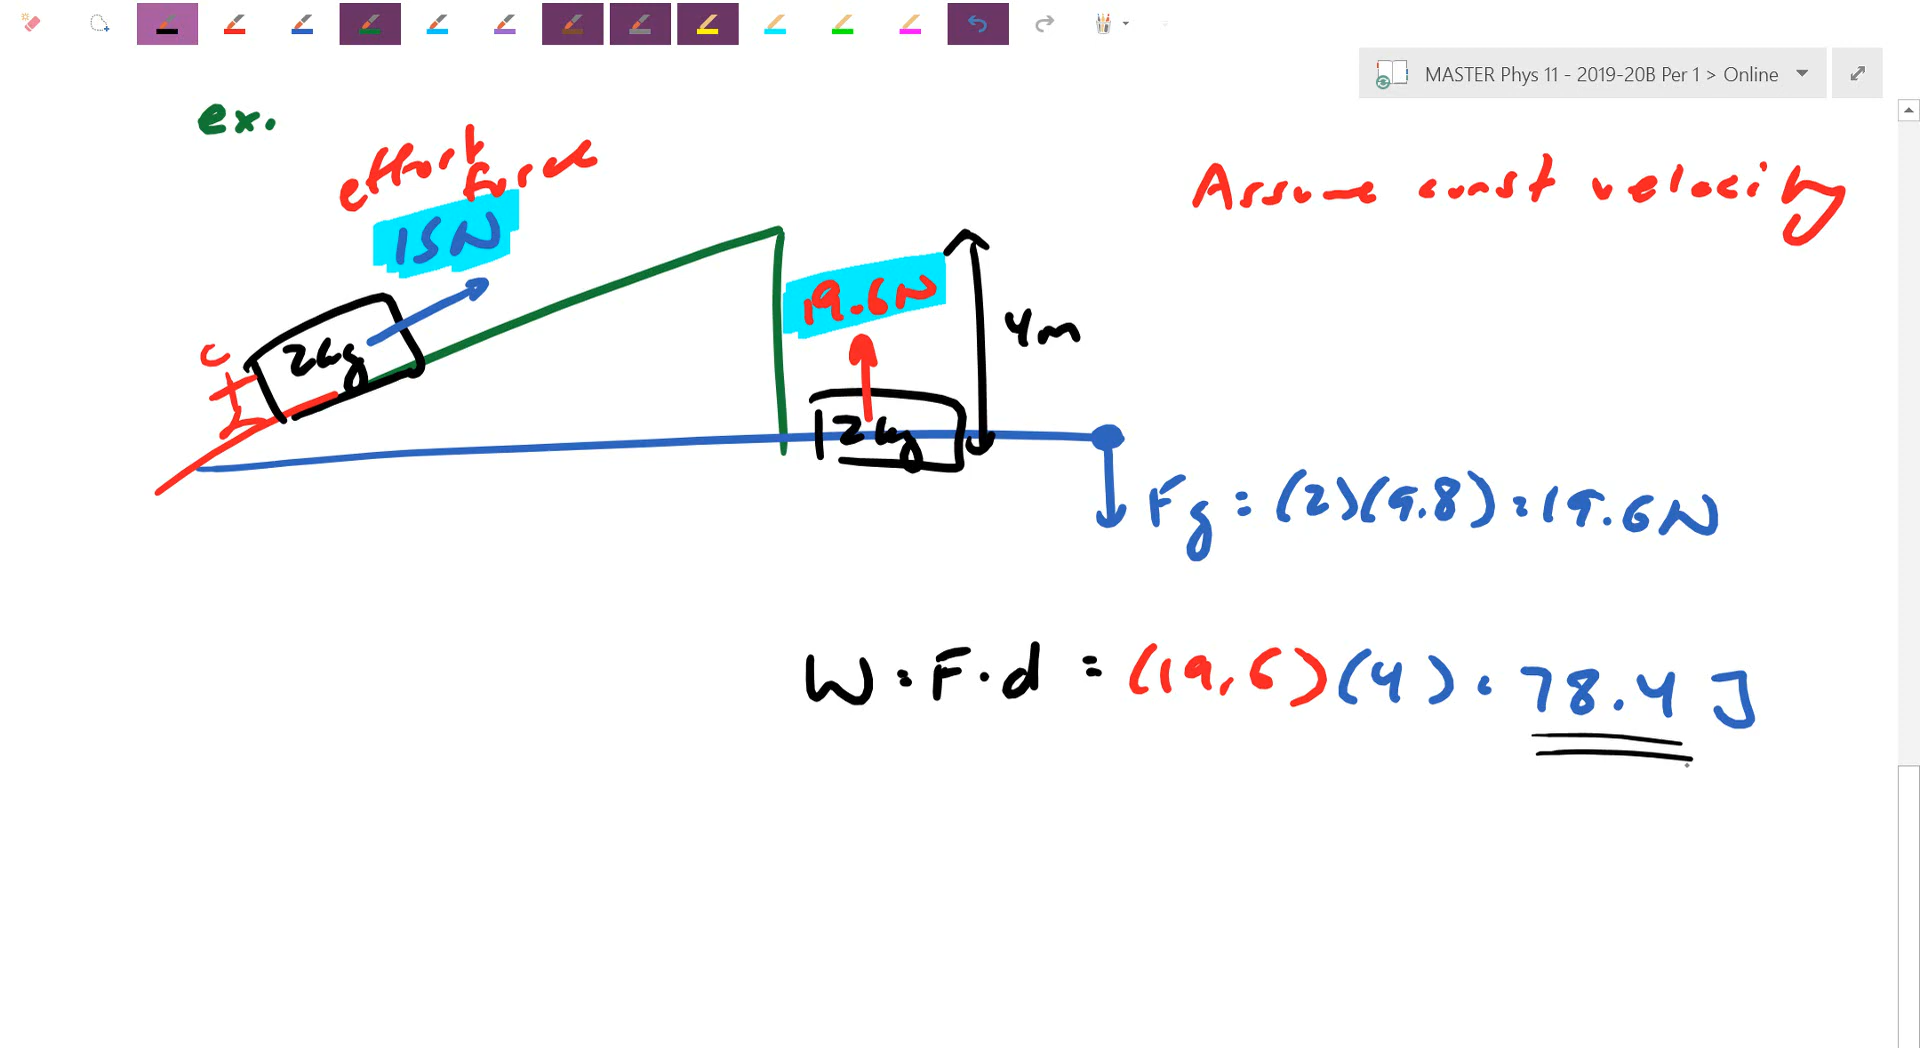 MASTER Phys 11 - 2019-20B Per 1 > Online
ex.
effort
force
Assume const velocity
15N
19.6N
4m
2kg
2kg
Fg = (2)(9.8) = 19.6N
W = F·d = (19.6)(4) = 78.4 J